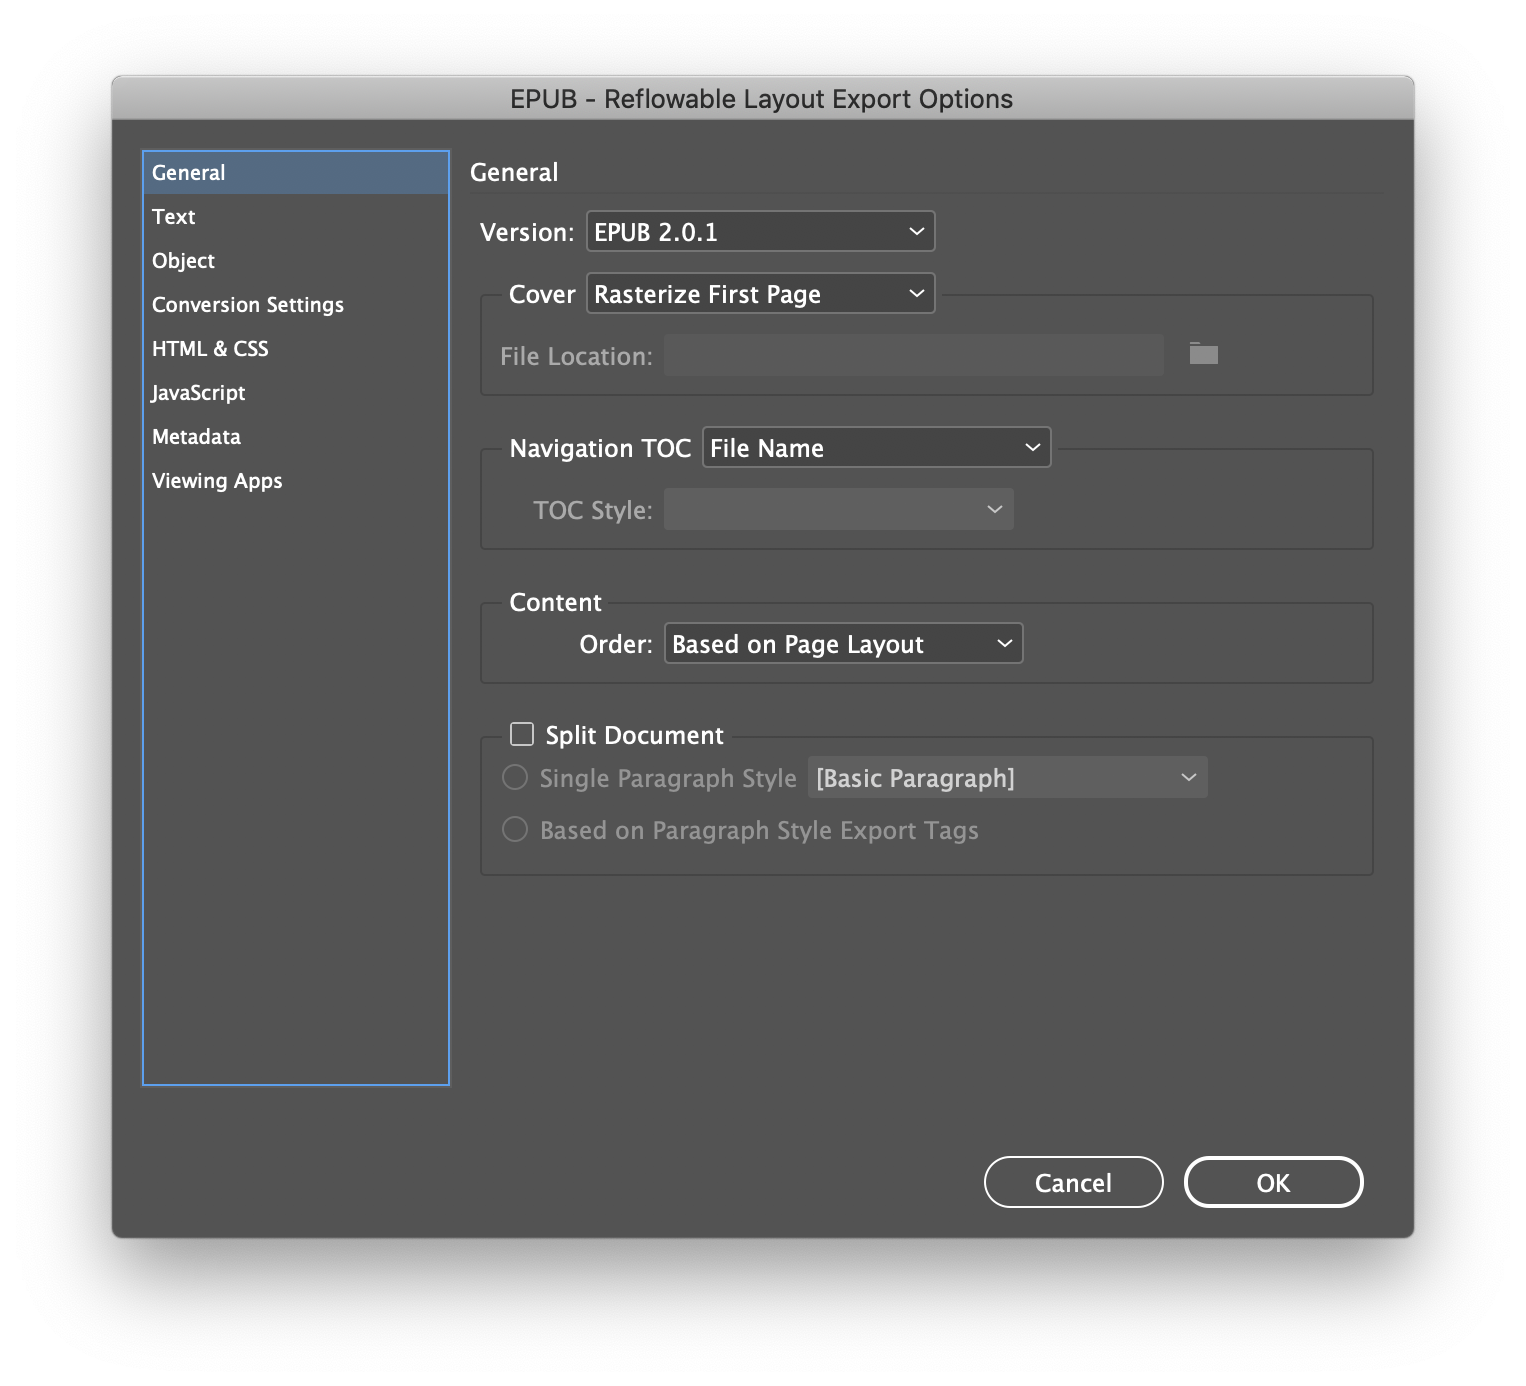 EPUB - Reflowable Layout Export Options
General
Text
Object
Conversion Settings
HTML & CSS
JavaScript
Metadata
Viewing Apps
General
Version: EPUB 2.0.1
Cover Rasterize First Page
File Location:
Navigation TOC File Name
TOC Style:
Content
Order: Based on Page Layout
Split Document
Single Paragraph Style [Basic Paragraph]
Based on Paragraph Style Export Tags
Cancel OK